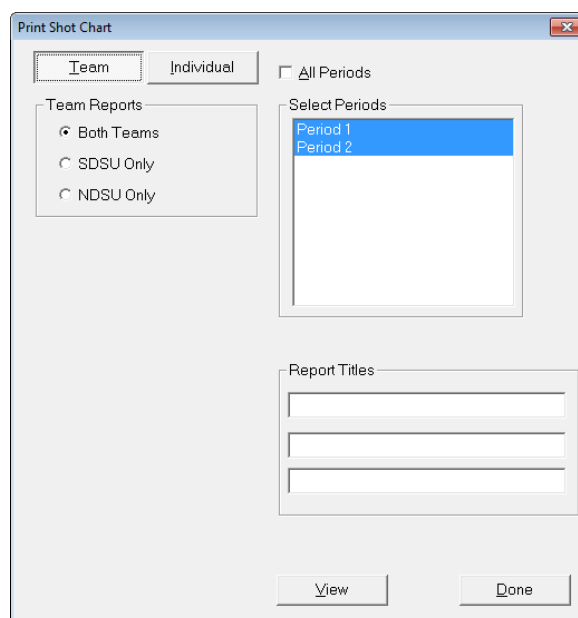 Print Shot Chart
Team
Individual
All Periods
Team Reports
Both Teams
SDSU Only
NDSU Only
Select Periods
Period 1
Period 2
Report Titles
View
Done